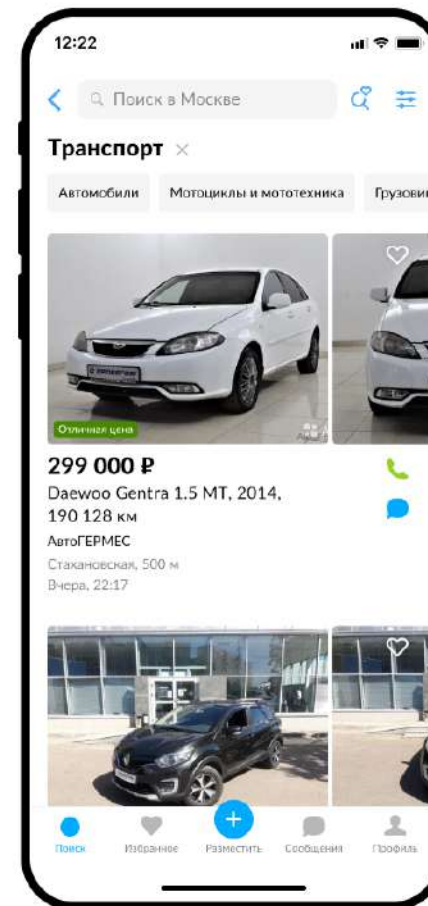 12:22
Поиск в Москве
Транспорт ×
Автомобили
Мотоциклы и мототехника
Грузови
Отличная цена
299 000 ₽
Daewoo Gentra 1.5 MT, 2014,
190 128 км
АвтоГЕРМЕС
Стахановская, 500 м
Вчера, 22:17
Поиск
Избранное
Разместить
Сообщения
Профиль